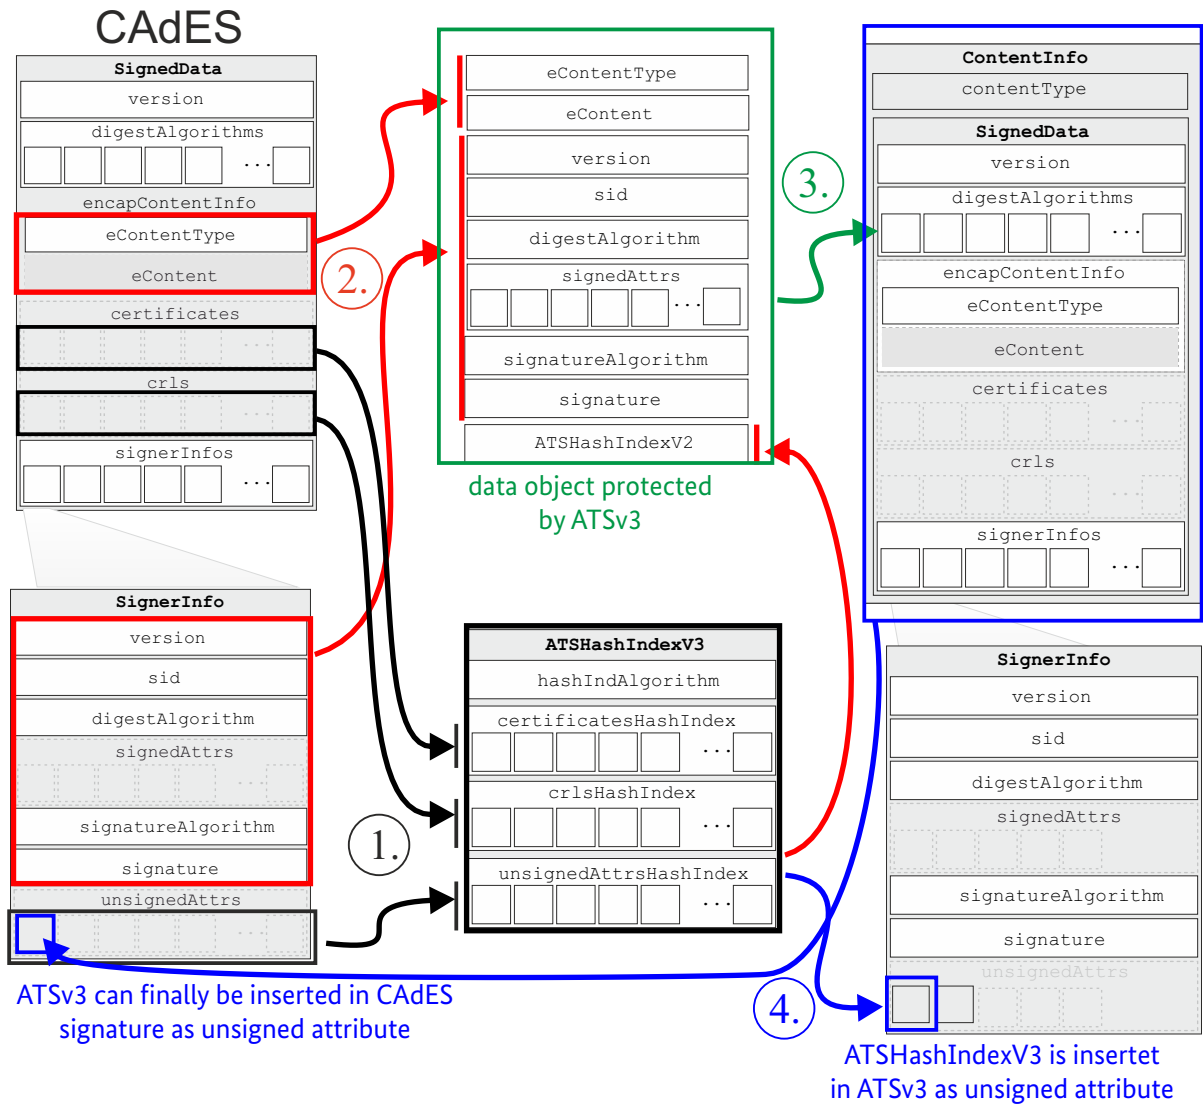 CAdES
SignedData
version
digestAlgorithms
...
encapContentInfo
eContentType
eContent
certificates
...
crls
...
signerInfos
...
SignerInfo
version
sid
digestAlgorithm
signedAttrs
...
signatureAlgorithm
signature
unsignedAttrs
...
ATSv3 can finally be inserted in CAdES
signature as unsigned attribute
2.
1.
eContentType
eContent
version
sid
digestAlgorithm
signedAttrs
...
signatureAlgorithm
signature
ATSHashIndexV2
data object protected
by ATSv3
ATSHashIndexV3
hashIndAlgorithm
certificatesHashIndex
...
crlsHashIndex
...
unsignedAttrsHashIndex
...
3.
4.
ContentInfo
contentType
SignedData
version
digestAlgorithms
...
encapContentInfo
eContentType
eContent
certificates
...
crls
...
signerInfos
...
SignerInfo
version
sid
digestAlgorithm
signedAttrs
signatureAlgorithm
signature
unsignedAttrs
ATSHashIndexV3 is insertet
in ATSv3 as unsigned attribute